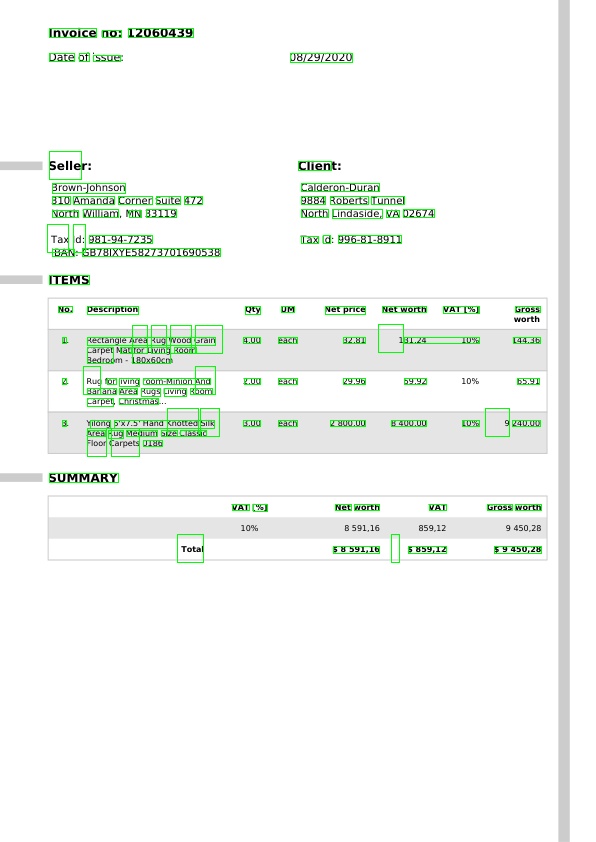 Invoice no: 12060439
Date of issue: 08/29/2020
Seller: Client:
Brown-Johnson Calderon-Duran
310 Amanda Corner Suite 472 9884 Roberts Tunnel
North William, MN 33119 North Lindaside, VA 02674
Tax Id: 981-94-7235 Tax Id: 996-81-8911
IBAN: GB78IXYE58273701690538
ITEMS
No. Description Qty UM Net price Net worth VAT [%] Gross worth
1. Rectangle Area Rug Wood Grain 4,00 each 32,81 131,24 10% 144,36
Carpet Mat for Living Room
Bedroom - 180x60cm
2. Rug for living room-Minion And 2,00 each 29,96 59,92 10% 65,91
Banana Area Rugs Living Room
Carpet, Christmas...
3. Yilong 5'x7.5' Hand Knotted Silk 3,00 each 2 800,00 8 400,00 10% 9 240,00
Area Rug Medium Size Classic
Floor Carpets 0186
SUMMARY
VAT [%] Net worth VAT Gross worth
10% 8 591,16 859,12 9 450,28
Total $ 8 591,16 $ 859,12 $ 9 450,28